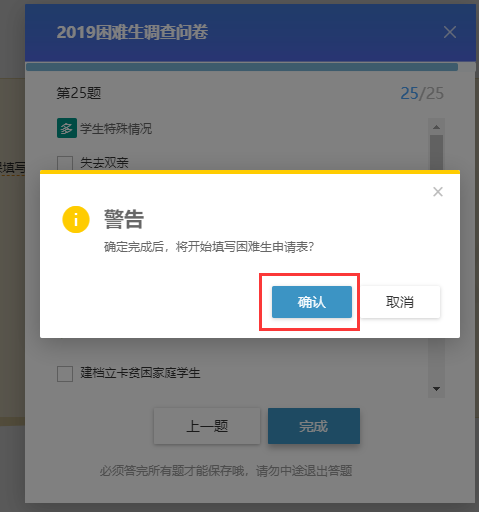 2019困难生调查问卷
第25题
25/25
多 学生特殊情况
填写
失去双亲
警告
确定完成后，将开始填写困难生申请表?
确认
取消
建档立卡贫困家庭学生
上一题
完成
必须答完所有题才能保存哦，请勿中途退出答题